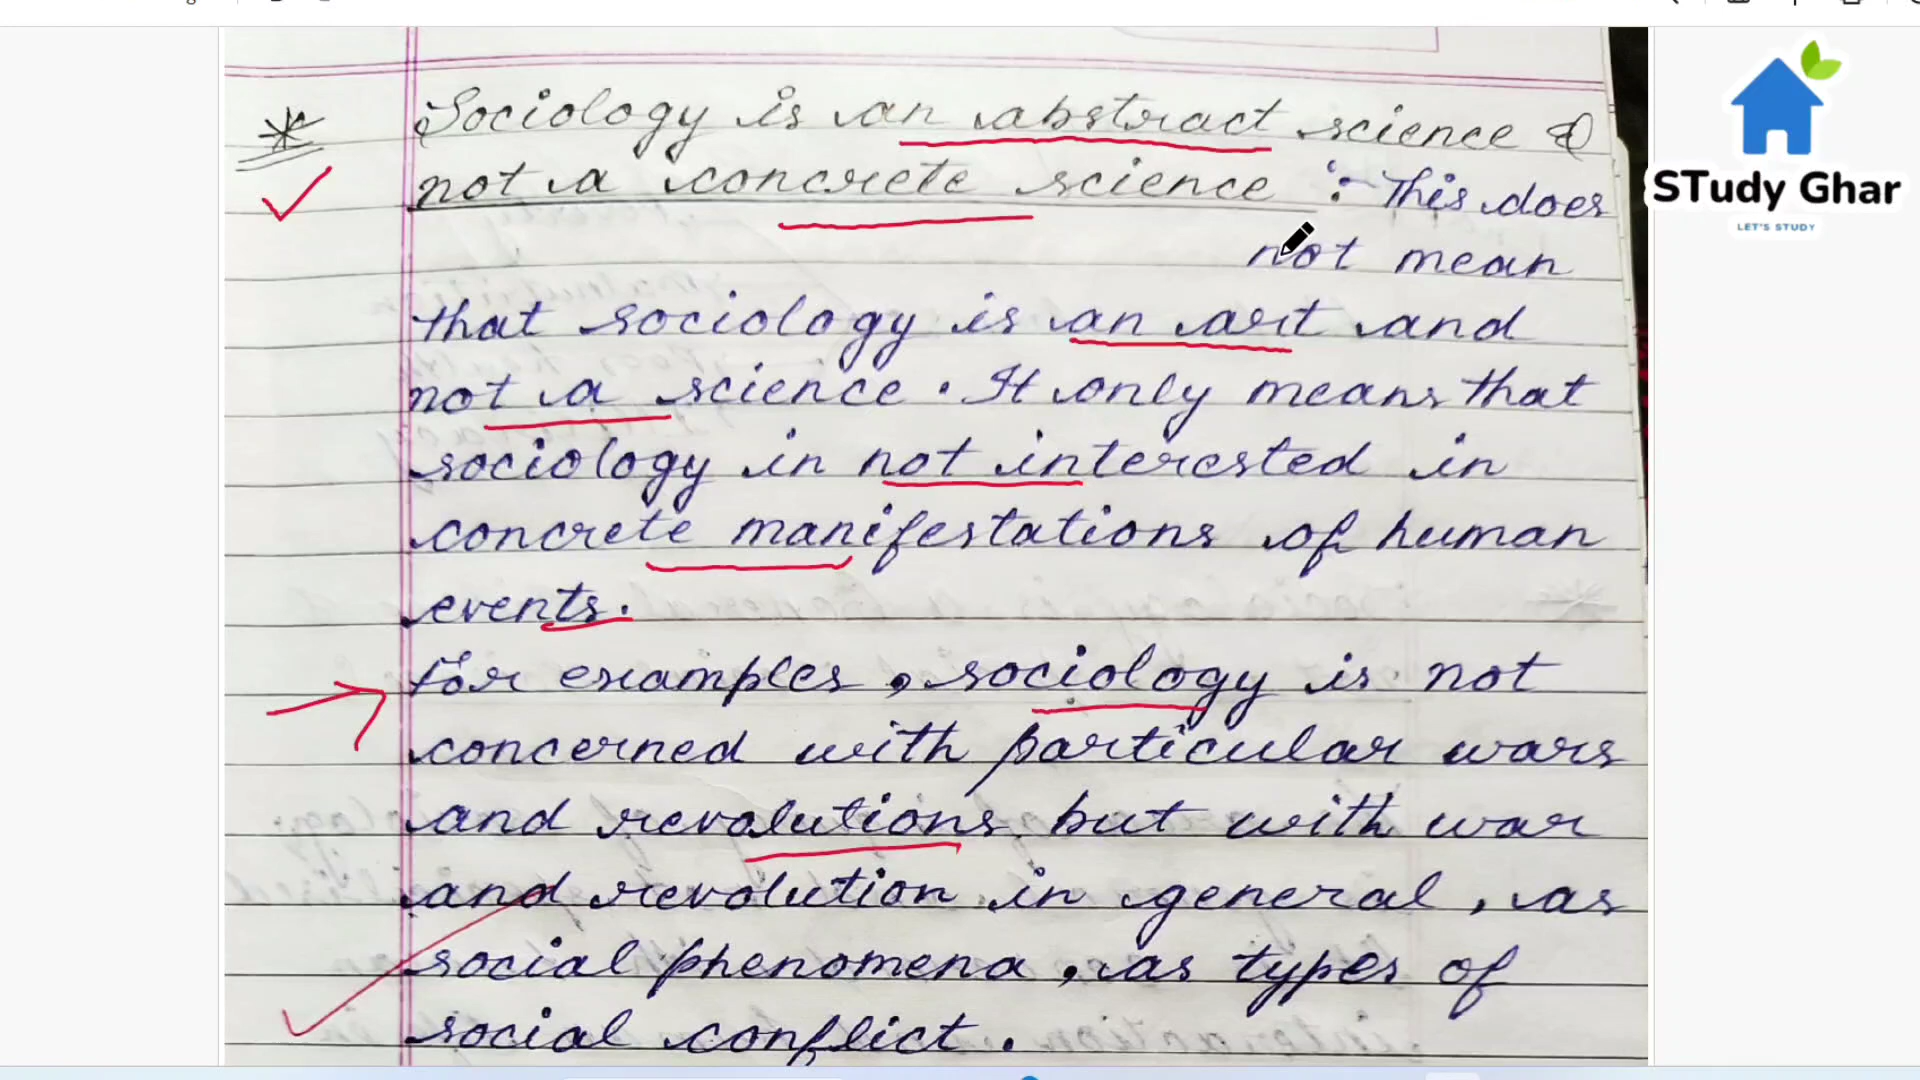 Sociology is an abstract science &
not a concrete science :- This does
not mean
that sociology is an art and
not a science. It only means that
sociology in not interested in
concrete manifestations of human
events.
For examples, sociology is not
concerned with particular wars
and revolutions but with war
and revolution in general, as
social phenomena, as types of
social conflict.
STudy Ghar
LET'S STUDY